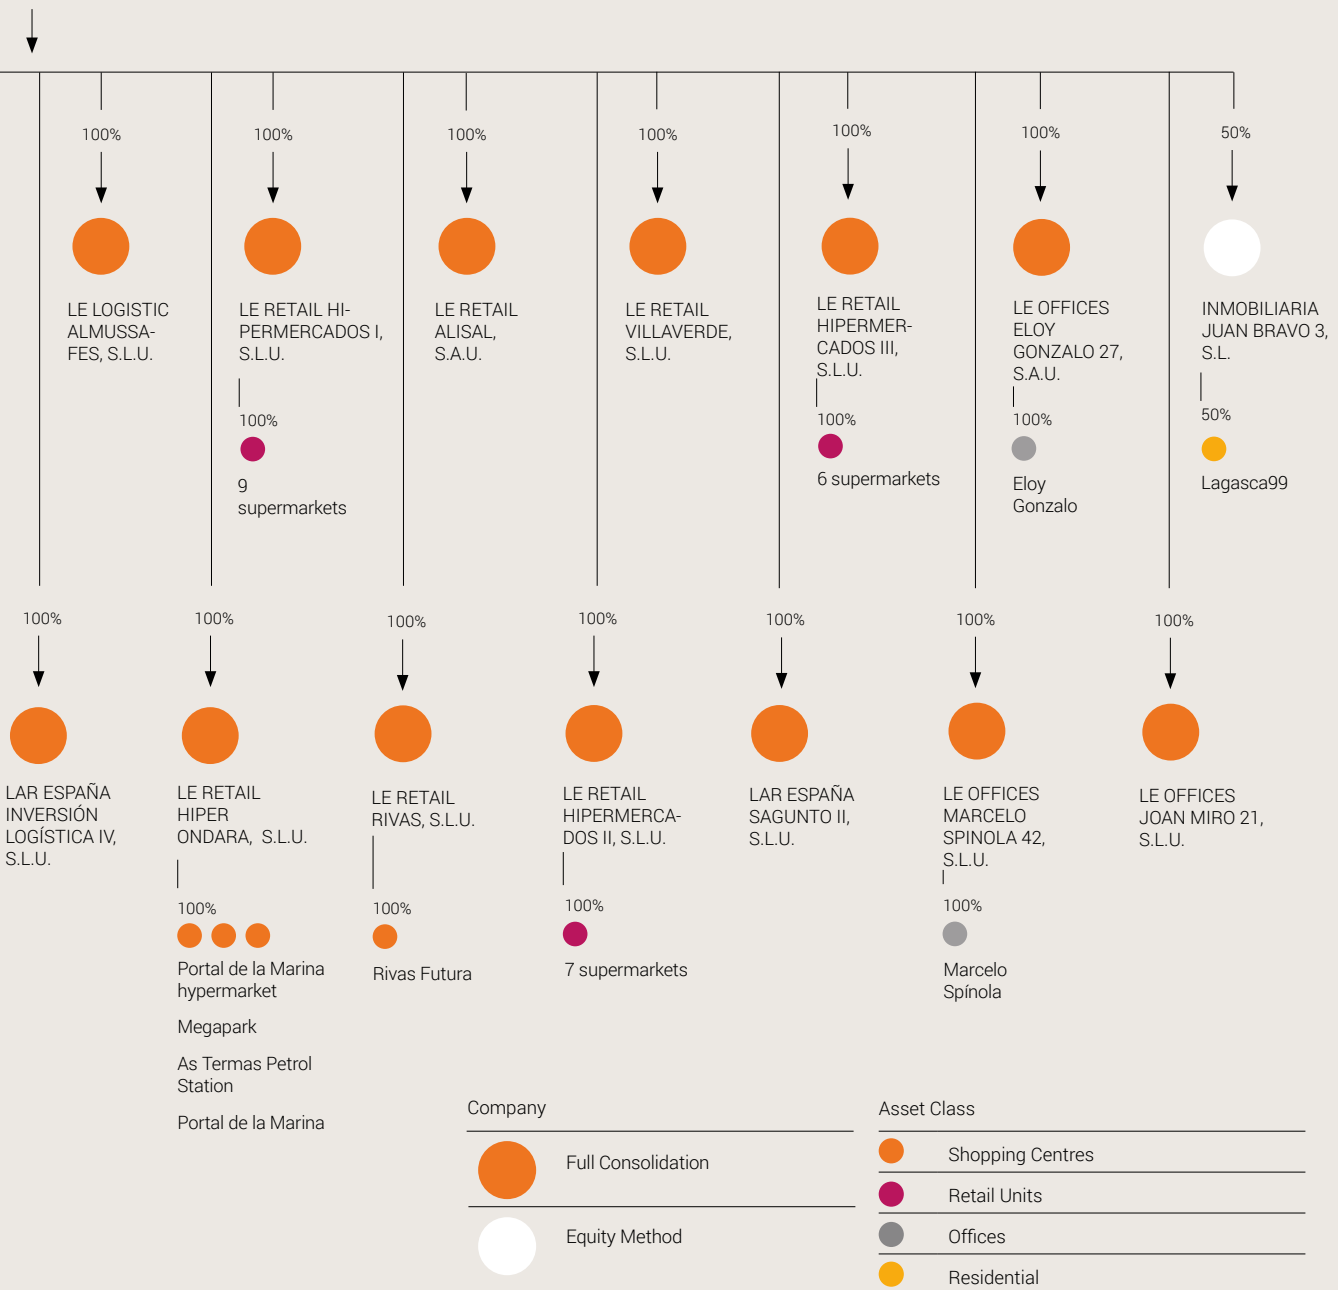 100%
100%
100%
100%
100%
100%
50%
LE LOGISTIC
ALMUSSA-
FES, S.L.U.
LE RETAIL HI-
PERMERCADOS I,
S.L.U.
100%
9
supermarkets
LE RETAIL
ALISAL,
S.A.U.
LE RETAIL
VILLAVERDE,
S.L.U.
LE RETAIL
HIPERMER-
CADOS III,
S.L.U.
100%
6 supermarkets
LE OFFICES
ELOY
GONZALO 27,
S.A.U.
100%
Eloy
Gonzalo
INMOBILIARIA
JUAN BRAVO 3,
S.L.
50%
Lagasca99
100%
100%
100%
100%
100%
100%
100%
LAR ESPAÑA
INVERSIÓN
LOGÍSTICA IV,
S.L.U.
LE RETAIL
HIPER
ONDARA, S.L.U.
100%
Portal de la Marina
hypermarket
Megapark
As Termas Petrol
Station
Portal de la Marina
LE RETAIL
RIVAS, S.L.U.
100%
Rivas Futura
LE RETAIL
HIPERMERCA-
DOS II, S.L.U.
100%
7 supermarkets
LAR ESPAÑA
SAGUNTO II,
S.L.U.
LE OFFICES
MARCELO
SPINOLA 42,
S.L.U.
100%
Marcelo
Spínola
LE OFFICES
JOAN MIRO 21,
S.L.U.
Company
Full Consolidation
Equity Method
Asset Class
Shopping Centres
Retail Units
Offices
Residential